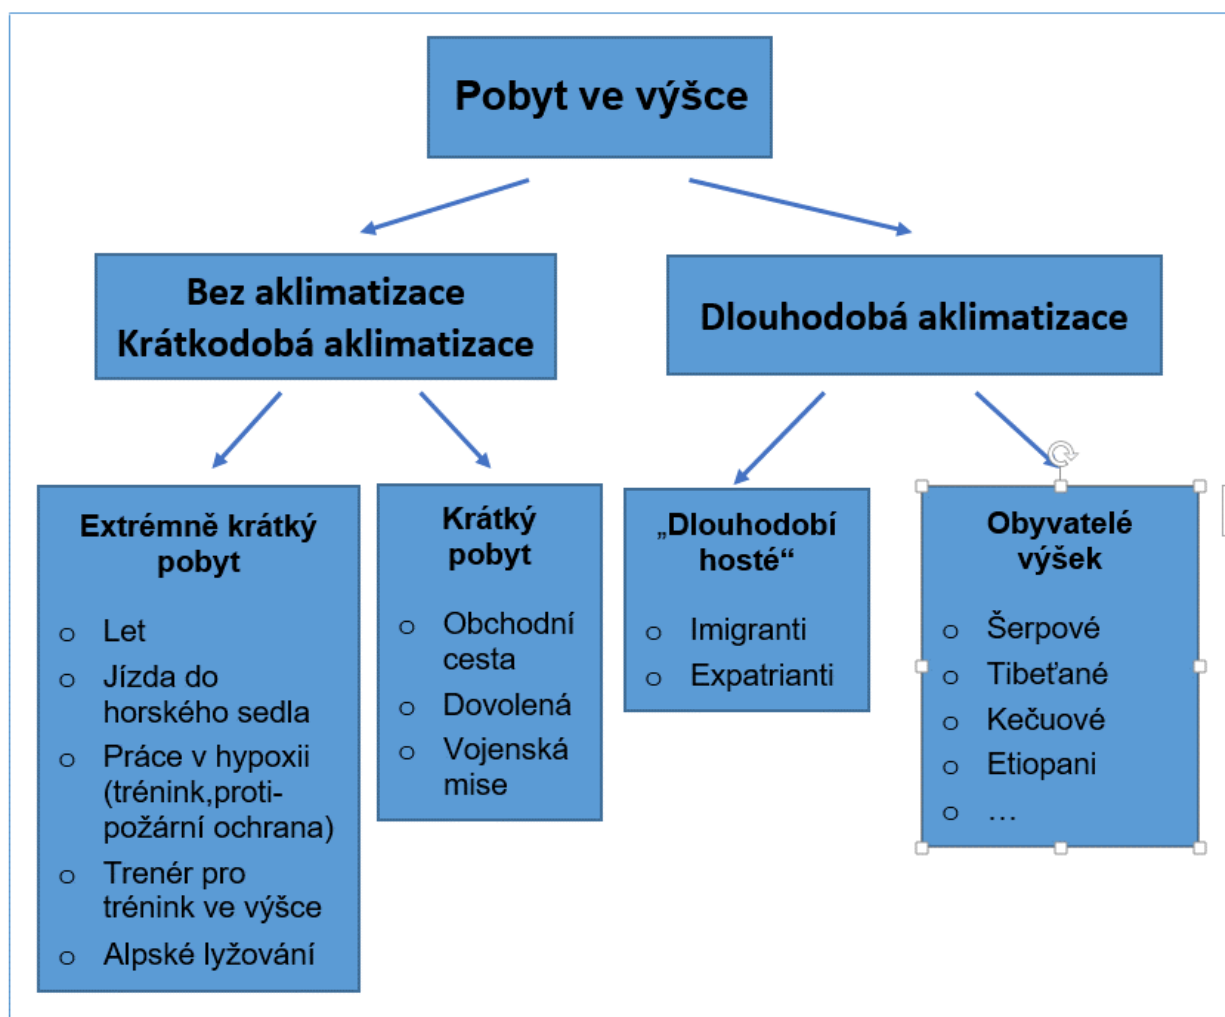 Pobyt ve výšce
Bez aklimatizace
Krátkodobá aklimatizace
Dlouhodobá aklimatizace
Extrémně krátký
pobyt
o Let
o Jízda do
horského sedla
o Práce v hypoxii
(trénink,proti-
požární ochrana)
o Trenér pro
trénink ve výšce
o Alpské lyžování
Krátký
pobyt
o Obchodní
cesta
o Dovolená
o Vojenská
mise
„Dlouhodobí
hosté“
o Imigranti
o Expatrianti
Obyvatelé
výšek
o Šerpové
o Tibeťané
o Kečuové
o Etiopani
o …